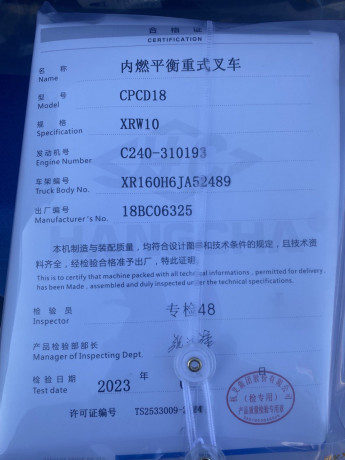 合格证
CERTIFICATION
名 称 内燃平衡重式叉车
Name
型 号 CPCD18
Model
规 格 XRW10
Specification
发动机号 C240-310193
Engine Number
车架编号 XR160H6JA52489
Truck Body No.
出厂编号 18BC06325
Manufacturer's No.
本机制造与装配质量，均符合设计图样和技术条件的规定，且技术资
料齐全，经检验合格准予出厂，特此证明。
This is to certify that machine packed with all technical informations , permitted for delivery,
has been Made , assembled and duly inspected under the technical specifications.
检 验 员 专检48
Inspector
产品检验部部长
Manager of Inspecting Dept.
检验日期 2023 年 日
Test date
（检专用）
许可证编号 TS2533009-